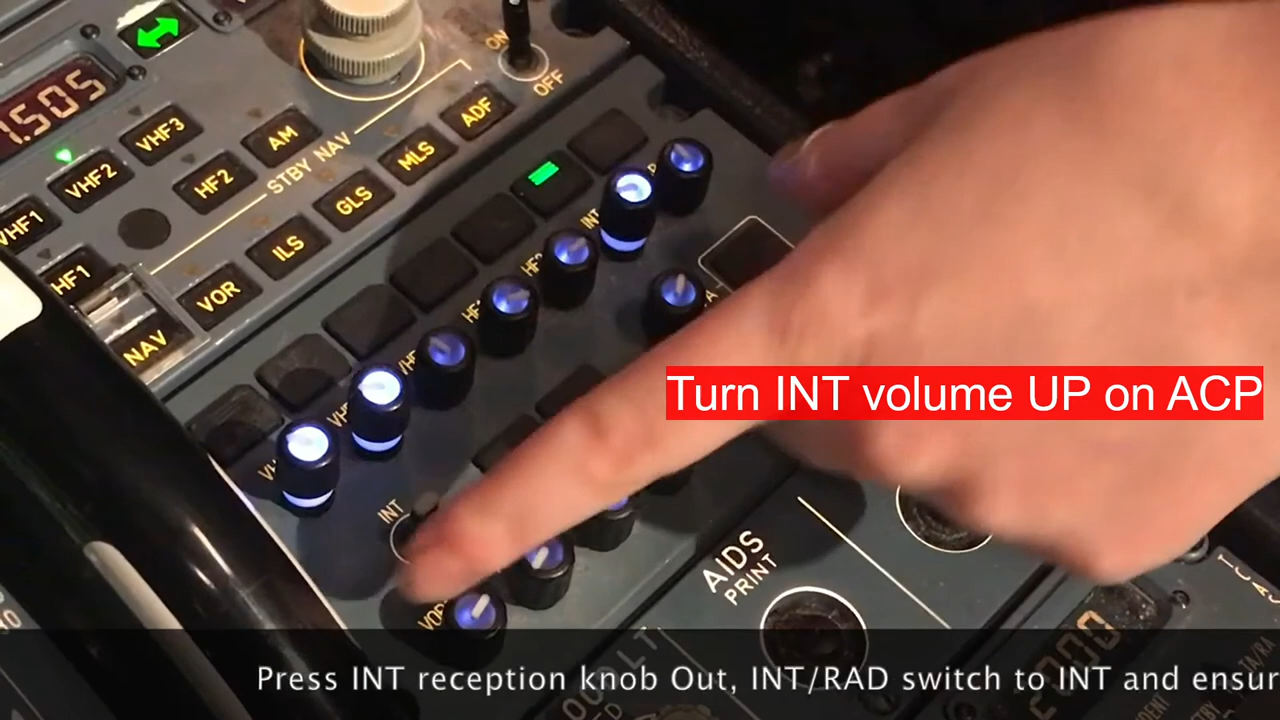 ON
OFF
VHF3
AM
ADF
VHF2
HF2
STBY NAV
MLS
VHF1
GLS
HF1
ILS
VOR
NAV
INT
Turn INT volume UP on ACP
INT
AIDS
PRINT
Press INT reception knob Out, INT/RAD switch to INT and ensur